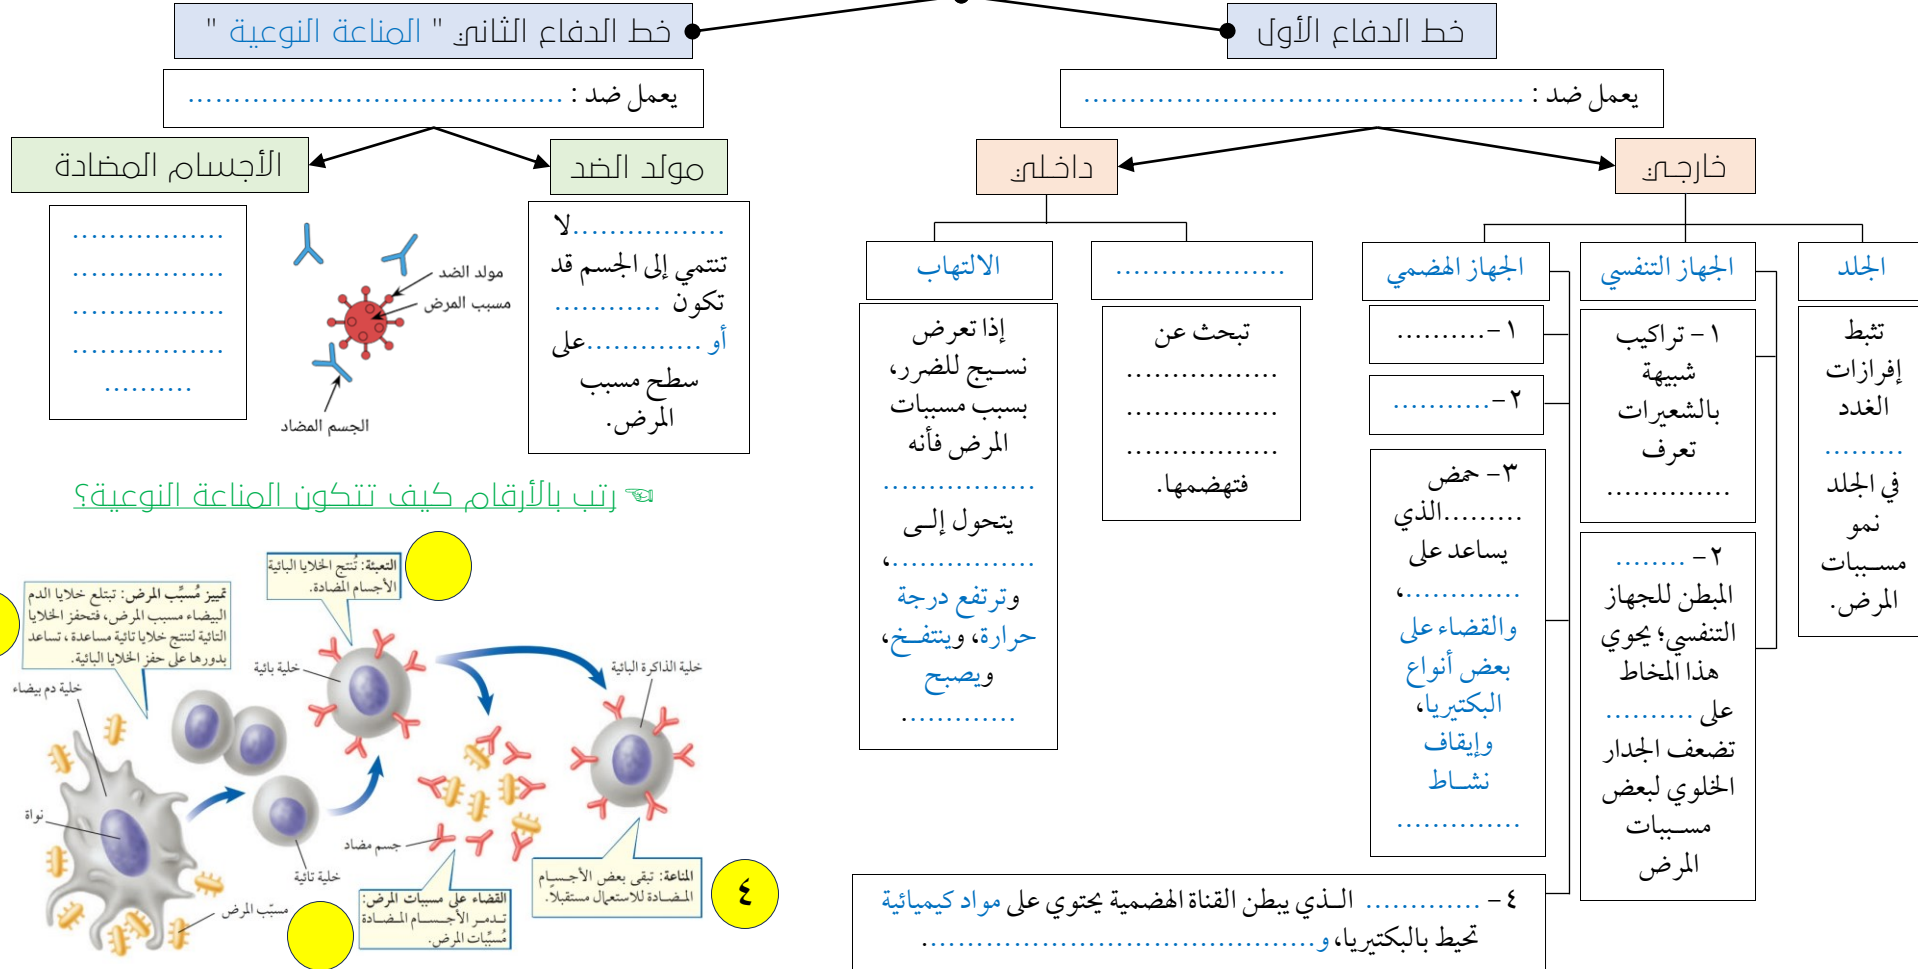 خط الدفاع الأول
يعمل ضد : ................................................
خارجي
داخلي
الجلد
تثبط
إفرازات
الغدد
.........
في الجلد
نمو
مسببات
المرض.
الجهاز التنفسي
١- تراكيب
شبيهة
بالشعيرات
تعرف
..............
٢- ........
المبطن للجهاز
التنفسي؛ يحوي
هذا المخاط
على ..........
تضعف الجدار
الخلوي لبعض
مسببات
المرض
الجهاز الهضمي
١-..........
٢-...........
٣- حمض
.........الذي
يساعد على
.............،
والقضاء على
بعض أنواع
البكتيريا،
وإيقاف
نشاط
..............
٤- ............. الذي يبطن القناة الهضمية يحتوي على مواد كيميائية
تحيط بالبكتيريا، و...........................................
...................
تبحث عن
.................
.................
.................
فتهضمها.
الالتهاب
إذا تعرض
نسيج للضرر،
بسبب مسببات
المرض فأنه
.................
يتحول إلى
................،
وترتفع درجة
حرارة، وينتفخ،
ويصبح
.............
خط الدفاع الثاني " المناعة النوعية "
يعمل ضد : .........................................
مولد الضد
.................لا
تنتمي إلى الجسم قد
تكون ............
أو .............على
سطح مسبب
المرض.
الأجسام المضادة
.................
.................
.................
.................
..........
مولد الضد
مسبب المرض
الجسم المضاد
☜ رتب بالأرقام كيف تتكون المناعة النوعية؟
التعبئة: تُنتج الخلايا البائية
الأجسام المضادة.
تمييز مُسبِّب المرض: تبتلع خلايا الدم
البيضاء مسبب المرض، فتحفز الخلايا
التائية لتنتج خلايا تائية مساعدة، تساعد
بدورها على حفز الخلايا البائية.
خلية دم بيضاء
خلية بائية
خلية الذاكرة البائية
نواة
جسم مضاد
خلية تائية
مسبّب المرض
القضاء على مسببات المرض:
تدمر الأجسام المضادة
مُسبِّبات المرض.
المناعة: تبقى بعض الأجسام
المضادة للاستعمال مستقبلاً.
٤